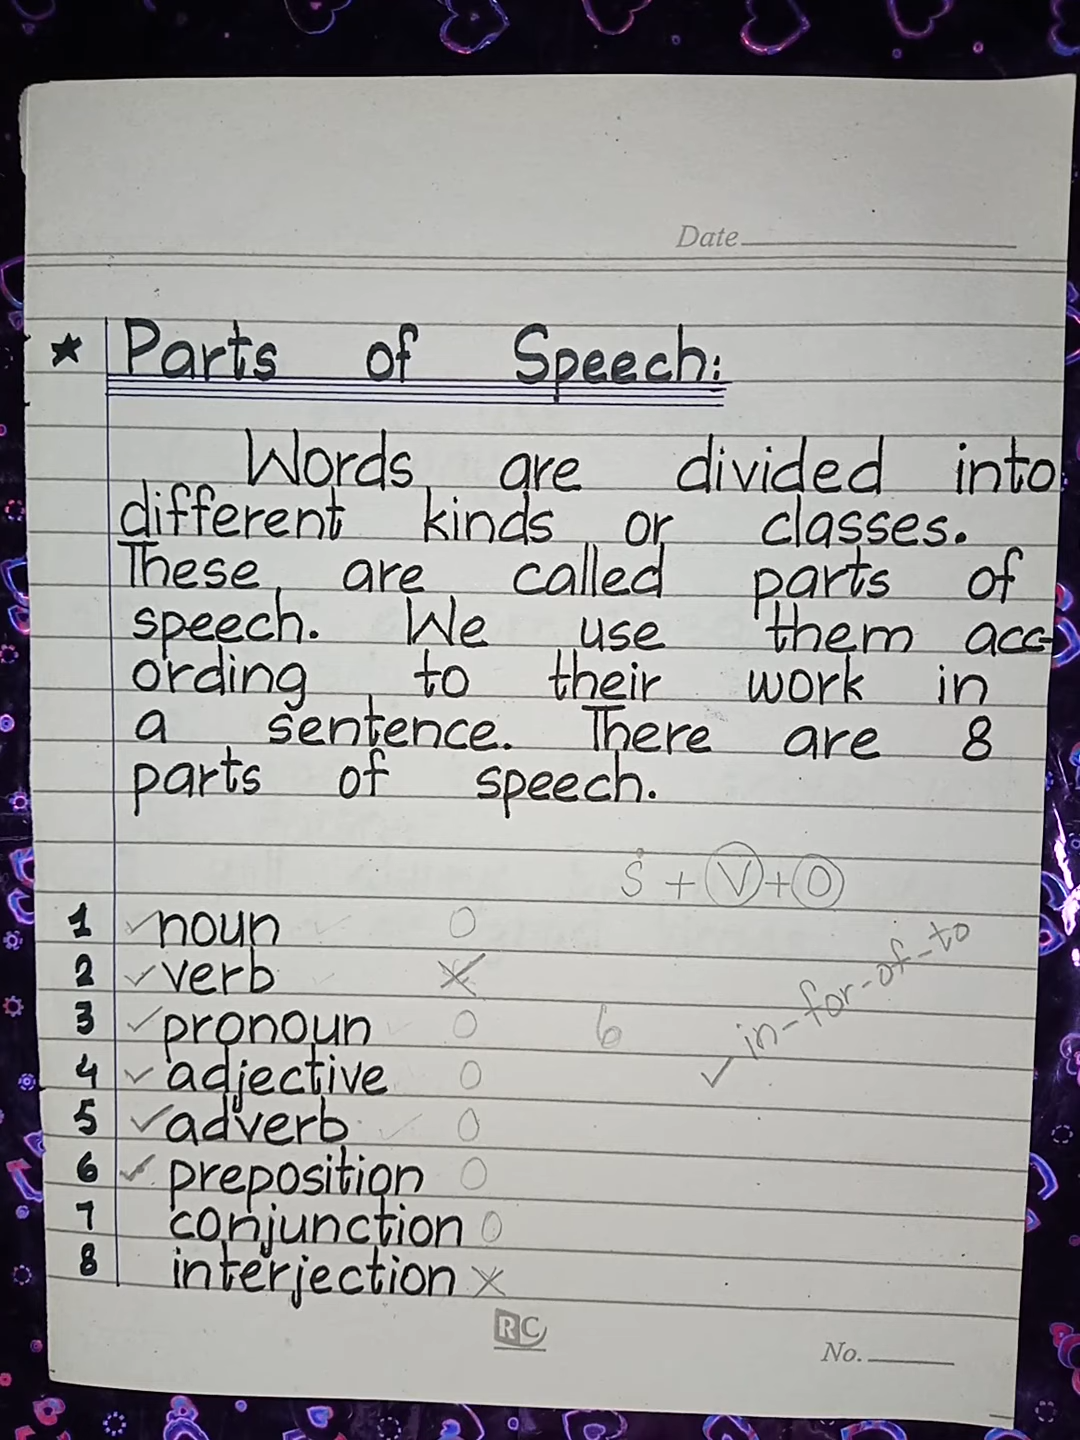 Date
★ Parts of Speech:
Words are divided into
different kinds or classes.
These are called parts of
speech. We use them acc-
ording to their work in
a sentence. There are 8
parts of speech.
S + V + O
1 ✓ noun ✓ O
2 ✓ verb ✓ X
3 ✓ pronoun ✓ O
4 ✓ adjective O
5 ✓ adverb ✓ O
6 ✓ preposition O
7 conjunction O
8 interjection X
6
✓ in-for-of-to
RC
No.